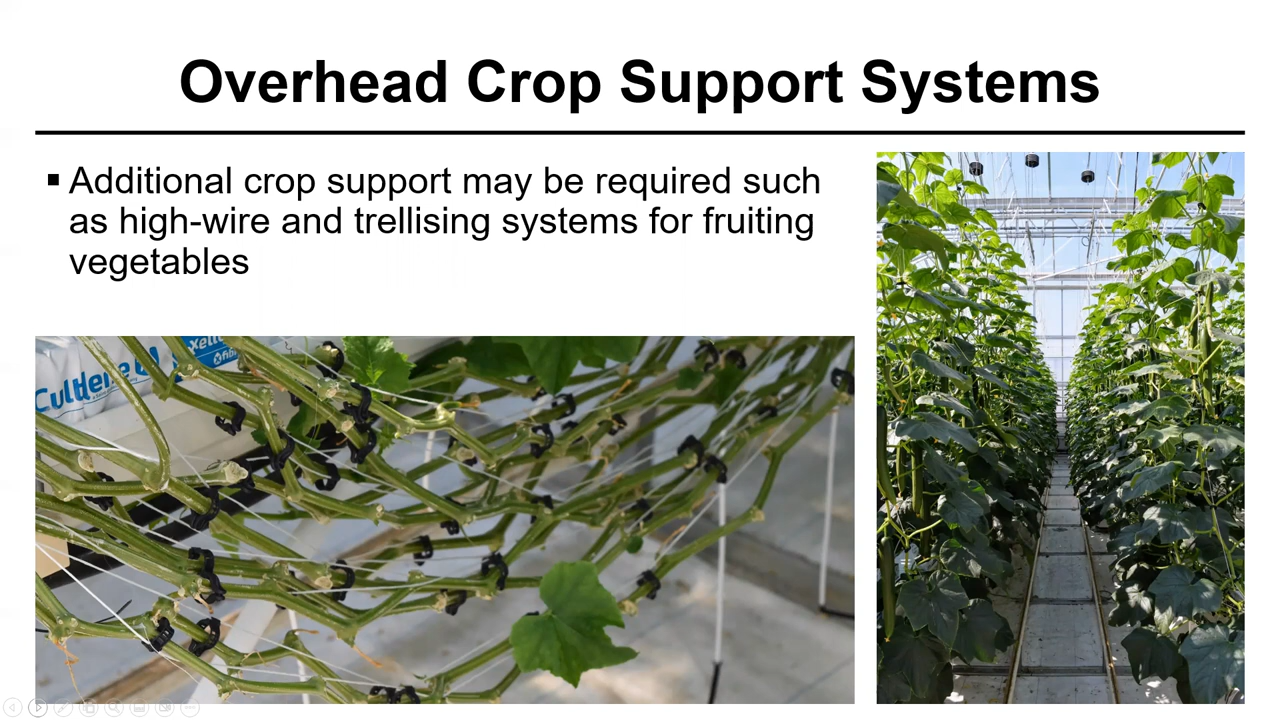 Overhead Crop Support Systems
▪ Additional crop support may be required such
as high-wire and trellising systems for fruiting
vegetables